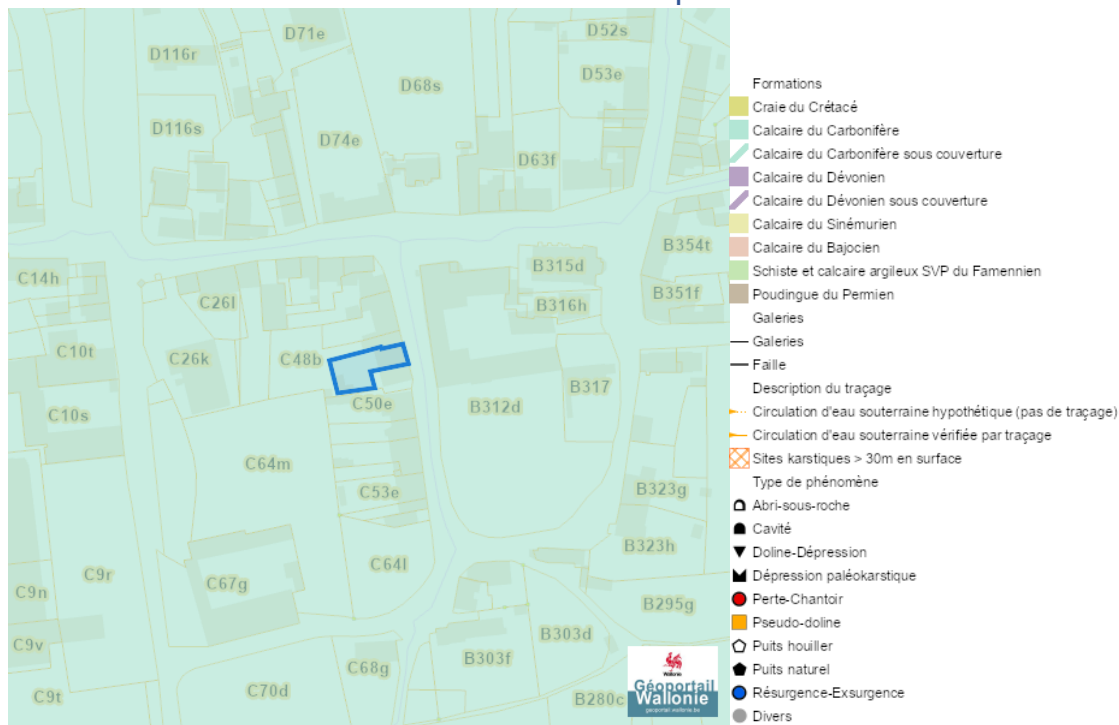 D71e
D52s
D116r
D53e
D68s
D116s
D74e
D63f
B354t
C14h
B315d
C26l
B351f
B316h
C10t
C26k
C48b
B317
C50e
B312d
C10s
C64m
C53e
B323g
B323h
C64l
C9r
C67g
C9n
B295g
B303d
C9v
B303f
C68g
C70d
C9t
B280c
Wallonie
Géoportail
Wallonie
geoportail.wallonie.be
Formations
Craie du Crétacé
Calcaire du Carbonifère
Calcaire du Carbonifère sous couverture
Calcaire du Dévonien
Calcaire du Dévonien sous couverture
Calcaire du Sinémurien
Calcaire du Bajocien
Schiste et calcaire argileux SVP du Famennien
Poudingue du Permien
Galeries
Galeries
Faille
Description du traçage
Circulation d'eau souterraine hypothétique (pas de traçage)
Circulation d'eau souterraine vérifiée par traçage
Sites karstiques > 30m en surface
Type de phénomène
Abri-sous-roche
Cavité
Doline-Dépression
Dépression paléokarstique
Perte-Chantoir
Pseudo-doline
Puits houiller
Puits naturel
Résurgence-Exsurgence
Divers